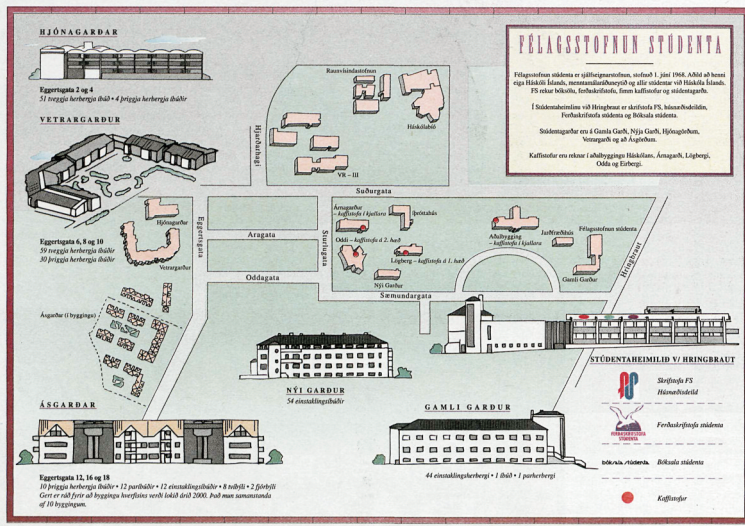 HJÓNAGARÐAR
Eggertsgata 2 og 4
51 tveggja herbergja íbúð • 4 þriggja herbergja íbúðir
VETRARGARÐUR
Eggertsgata 6, 8 og 10
59 tveggja herbergja íbúðir
30 þriggja herbergja íbúðir
FÉLAGSSTOFNUN STÚDENTA
Félagsstofnun stúdenta er sjálfseignarstofnun, stofnuð 1. júní 1968. Aðild að henni
eiga Háskóli Íslands, menntamálaráðuneytið og allir stúdentar við Háskóla Íslands.
FS rekur bóksölu, ferðaskrifstofu, fimm kaffistofur og stúdentagarða.
Í Stúdentaheimilinu við Hringbraut er skrifstofa FS, húsnæðisdeildin,
Ferðaskrifstofa stúdenta og Bóksala stúdenta.
Stúdentagarðar eru á Gamla Garði, Nýja Garði, Hjónagörðum,
Vetrargarði og að Ásgörðum.
Kaffistofur eru reknar í aðalbyggingu Háskólans, Árnagarði, Lögbergi,
Odda og Eirbergi.
Raunvísindastofnun
Háskólabíó
VR – III
Hjarðarhagi
Suðurgata
Eggertsgata
Aragata
Oddagata
Sturlugata
Sæmundargata
Hringbraut
Hjónagarður
Vetrargarður
Ásgarðar (í byggingu)
Árnagarður
– kaffistofa í kjallara
Íþróttahús
Oddi – kaffistofa á 2. hæð
Lögberg – kaffistofa á 1. hæð
Nýi Garður
Aðalbygging
– kaffistofa í kjallara
Jarðfræðihús
Félagsstofnun stúdenta
Gamli Garður
NÝI GARÐUR
54 einstaklingsíbúðir
STÚDENTAHEIMILIÐ V/ HRINGBRAUT
Skrifstofa FS
Húsnæðisdeild
FERÐASKRIFSTOFA
STÚDENTA
Ferðaskrifstofa stúdenta
bóksala stúdenta
Bóksala stúdenta
Kaffistofur
ÁSGARÐAR
Eggertsgata 12, 16 og 18
10 þriggja herbergja íbúðir • 12 paríbúðir • 12 einstaklingsíbúðir • 8 tvíbýli • 2 fjórbýli
Gert er ráð fyrir að byggingu hverfisins verði lokið árið 2000. Það mun samanstanda
af 10 byggingum.
GAMLI GARÐUR
44 einstaklingsherbergi • 1 íbúð • 1 parherbergi